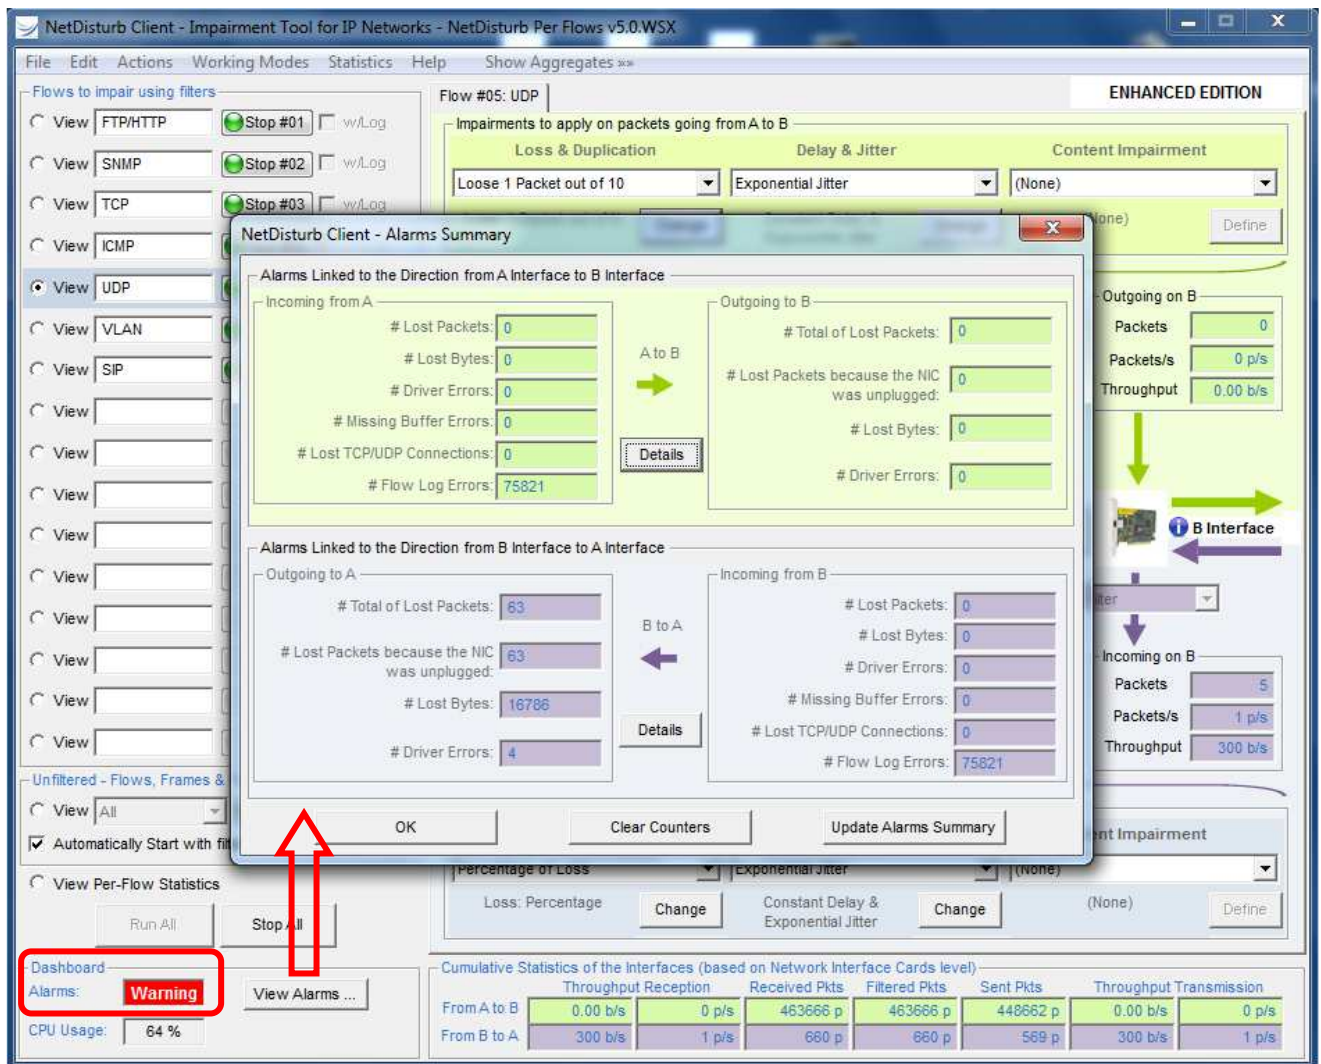 NetDisturb Client - Impairment Tool for IP Networks - NetDisturb Per Flows v5.0.WSX
File Edit Actions Working Modes Statistics Help Show Aggregates »»
Flows to impair using filters
View FTP/HTTP Stop #01 w/Log
View SNMP Stop #02 w/Log
View TCP Stop #03 w/Log
View ICMP
View UDP
View VLAN
View SIP
View
View
View
View
View
View
View
View
View
Unfiltered - Flows, Frames &
View All
Automatically Start with
View Per-Flow Statistics
Run All Stop All
Dashboard
Alarms: Warning View Alarms ...
CPU Usage: 64 %
Flow #05: UDP ENHANCED EDITION
Impairments to apply on packets going from A to B
Loss & Duplication Delay & Jitter Content Impairment
Loose 1 Packet out of 10 Exponential Jitter (None)
Define
NetDisturb Client - Alarms Summary
Alarms Linked to the Direction from A Interface to B Interface
Incoming from A
# Lost Packets: 0
# Lost Bytes: 0
# Driver Errors: 0
# Missing Buffer Errors: 0
# Lost TCP/UDP Connections: 0
# Flow Log Errors: 75821
A to B
Details
Outgoing to B
# Total of Lost Packets: 0
# Lost Packets because the NIC
was unplugged: 0
# Lost Bytes: 0
# Driver Errors: 0
Alarms Linked to the Direction from B Interface to A Interface
Outgoing to A
# Total of Lost Packets: 63
# Lost Packets because the NIC
was unplugged: 63
# Lost Bytes: 16786
# Driver Errors: 4
B to A
Details
Incoming from B
# Lost Packets: 0
# Lost Bytes: 0
# Driver Errors: 0
# Missing Buffer Errors: 0
# Lost TCP/UDP Connections: 0
# Flow Log Errors: 75821
OK Clear Counters Update Alarms Summary
Outgoing on B
Packets 0
Packets/s 0 p/s
Throughput 0.00 b/s
B Interface
Incoming on B
Packets 5
Packets/s 1 p/s
Throughput 300 b/s
Impairment
Percentage of Loss Exponential Jitter (None)
Loss: Percentage Change Constant Delay & Change (None) Define
Exponential Jitter
Cumulative Statistics of the Interfaces (based on Network Interface Cards level)
Throughput Reception Received Pkts Filtered Pkts Sent Pkts Throughput Transmission
From A to B 0.00 b/s 0 p/s 463666 p 463666 p 448662 p 0.00 b/s 0 p/s
From B to A 300 b/s 1 p/s 660 p 660 p 569 p 300 b/s 1 p/s